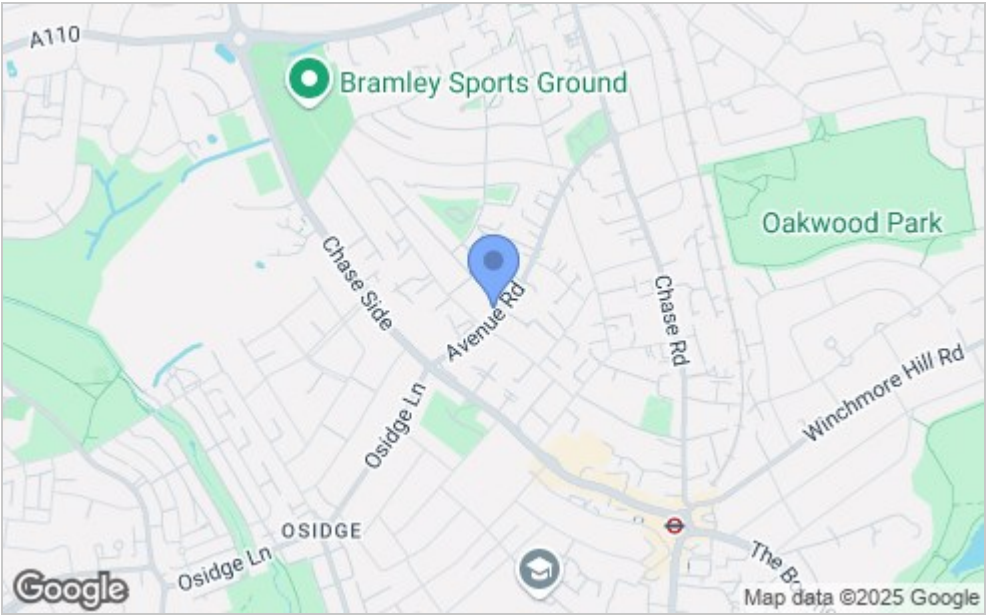 A110
Bramley Sports Ground
Oakwood Park
Chase Side
Chase Rd
Avenue Rd
Winchmore Hill Rd
Osidge Ln
OSIDGE
Osidge Ln
The
Google
Map data ©2025 Google